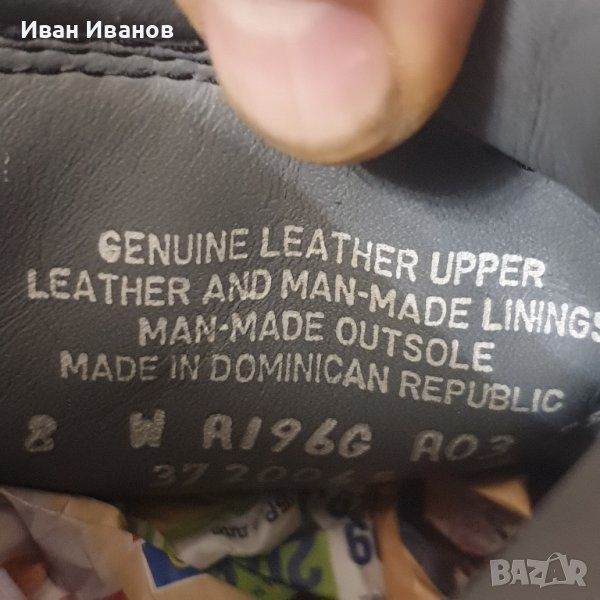 Иван Иванов
GENUINE LEATHER UPPER
LEATHER AND MAN-MADE LININGS
MAN-MADE OUTSOLE
MADE IN DOMINICAN REPUBLIC
8 W A196G A03
BAZAR